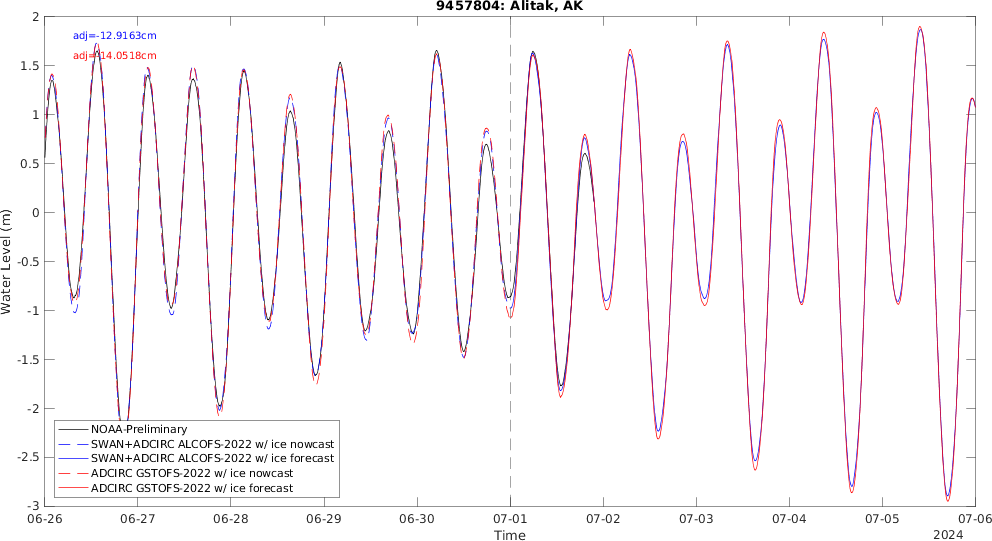 9457804: Alitak, AK
adj=-12.9163cm
adj=-14.0518cm
2
1.5
1
0.5
0
-0.5
-1
-1.5
-2
-2.5
-3
Water Level (m)
NOAA-Preliminary
SWAN+ADCIRC ALCOFS-2022 w/ ice nowcast
SWAN+ADCIRC ALCOFS-2022 w/ ice forecast
ADCIRC GSTOFS-2022 w/ ice nowcast
ADCIRC GSTOFS-2022 w/ ice forecast
06-26 06-27 06-28 06-29 06-30 07-01 07-02 07-03 07-04 07-05 07-06
Time
2024